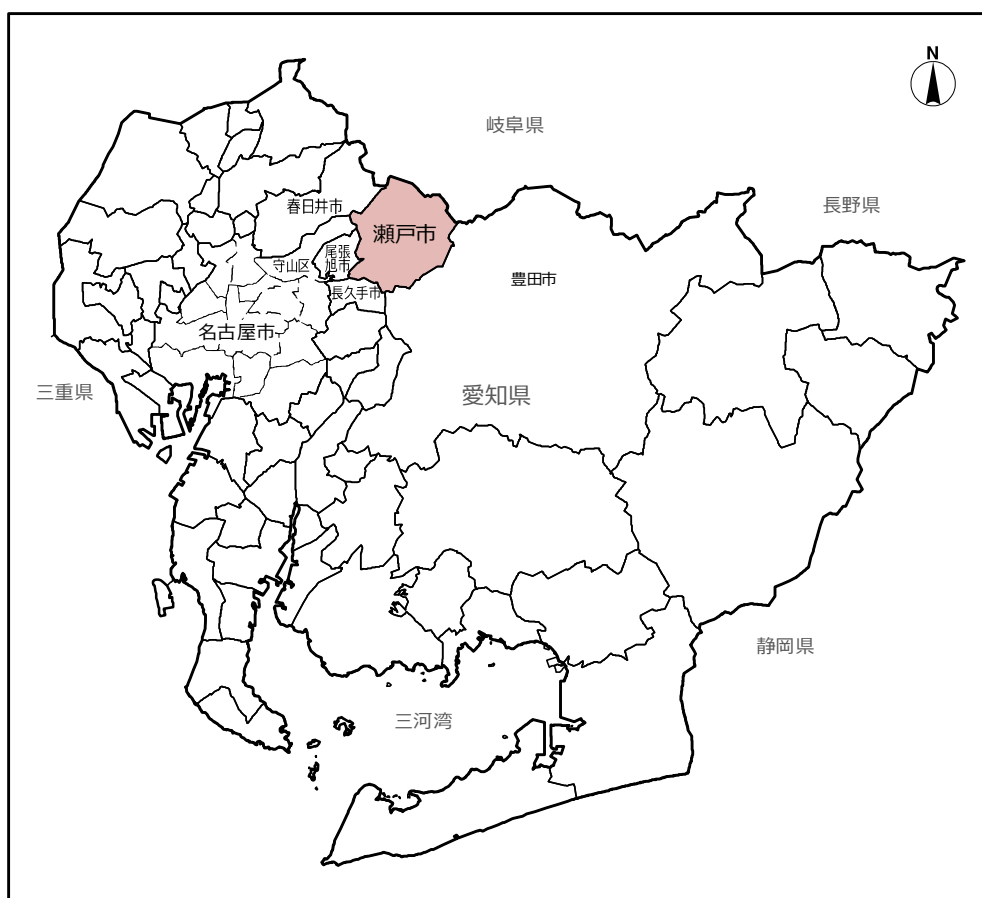 N
岐阜県
長野県
春日井市
瀬戸市
尾張
旭市
守山区
豊田市
長久手市
名古屋市
三重県
愛知県
静岡県
三河湾